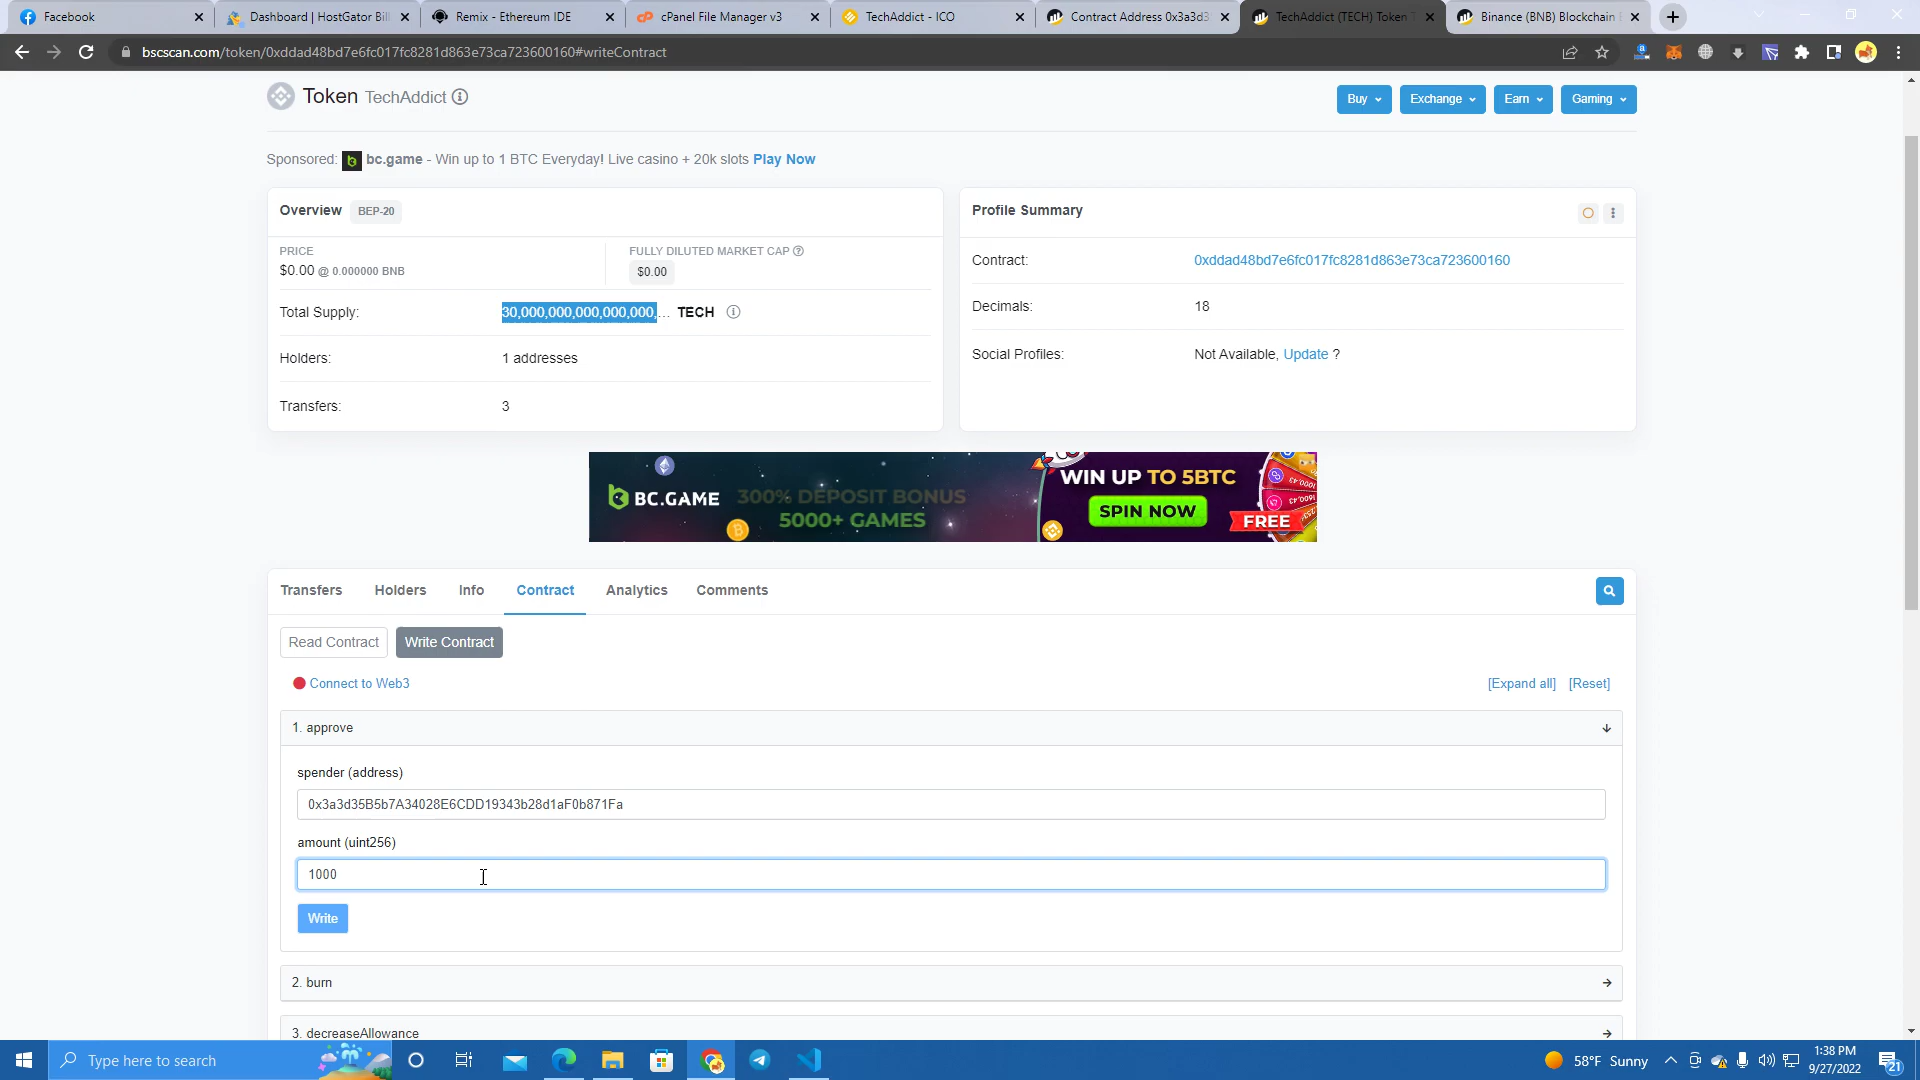 Facebook
Dashboard | HostGator Bill
Remix - Ethereum IDE
cPanel File Manager v3
TechAddict - ICO
Contract Address 0x3a3d3
TechAddict (TECH) Token T
Binance (BNB) Blockchain E
bscscan.com/token/0xddad48bd7e6fc017fc8281d863e73ca723600160#writeContract
Token TechAddict
Buy
Exchange
Earn
Gaming
Sponsored: bc.game - Win up to 1 BTC Everyday! Live casino + 20k slots Play Now
Overview BEP-20
PRICE
$0.00 @ 0.000000 BNB
FULLY DILUTED MARKET CAP
$0.00
Total Supply: 30,000,000,000,000,000,... TECH
Holders: 1 addresses
Transfers: 3
Profile Summary
Contract: 0xddad48bd7e6fc017fc8281d863e73ca723600160
Decimals: 18
Social Profiles: Not Available, Update ?
BC.GAME
300% DEPOSIT BONUS
5000+ GAMES
WIN UP TO 5BTC
SPIN NOW
FREE
Transfers Holders Info Contract Analytics Comments
Read Contract Write Contract
Connect to Web3
[Expand all] [Reset]
1. approve
spender (address)
0x3a3d35B5b7A34028E6CDD19343b28d1aF0b871Fa
amount (uint256)
1000
Write
2. burn
3. decreaseAllowance
Type here to search
58°F Sunny
1:38 PM
9/27/2022
21